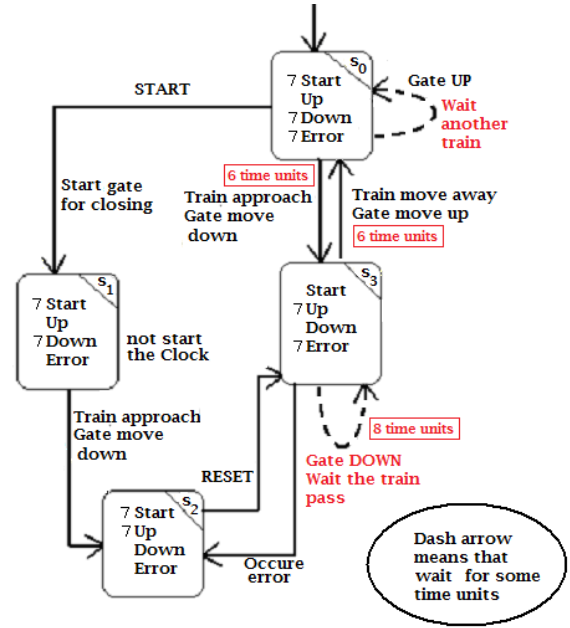 S0
7 Start
Up
7 Down
7 Error
Gate UP
Wait
another
train
START
Start gate
for closing
6 time units
Train approach
Gate move
down
Train move away
Gate move up
6 time units
S1
7 Start
Up
7 Down
Error
not start
the Clock
S3
Start
7 Up
Down
7 Error
8 time units
Gate DOWN
Wait the train
pass
Train approach
Gate move
down
RESET
S2
7 Start
7 Up
Down
Error
Occure
error
Dash arrow
means that
wait for some
time units